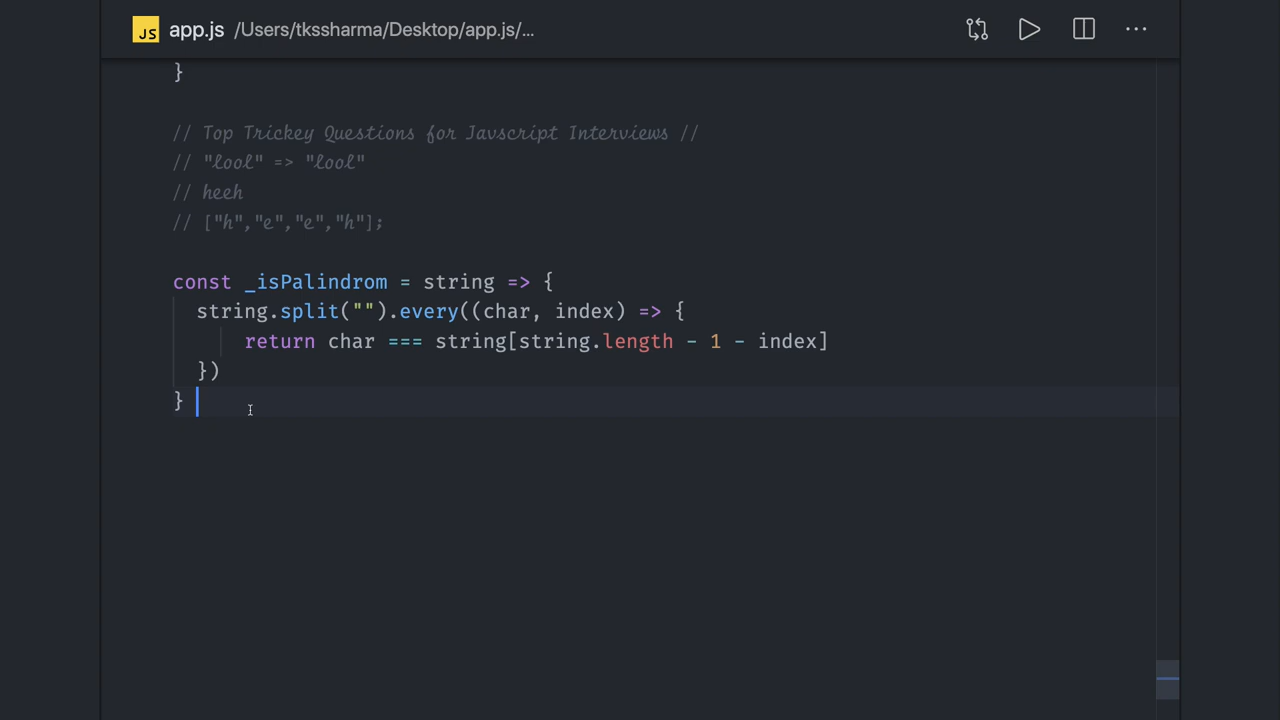 JS app.js /Users/tkssharma/Desktop/app.js/...
}
// Top Trickey Questions for Javscript Interviews //
// "lool" => "lool"
// heeh
// ["h","e","e","h"];
const _isPalindrom = string => {
string.split("").every((char, index) => {
return char === string[string.length - 1 - index]
})
}